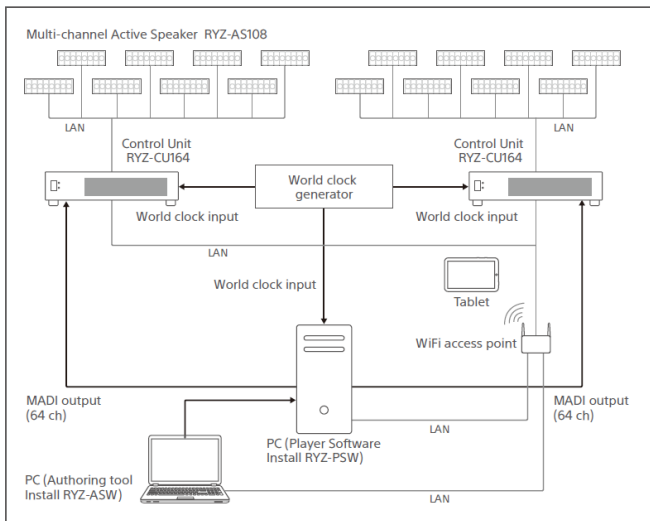 Multi-channel Active Speaker RYZ-AS108
LAN
LAN
Control Unit
RYZ-CU164
Control Unit
RYZ-CU164
World clock
generator
World clock input
World clock input
LAN
World clock input
Tablet
WiFi access point
MADI output
(64 ch)
MADI output
(64 ch)
LAN
PC (Player Software
Install RYZ-PSW)
PC (Authoring tool
Install RYZ-ASW)
LAN